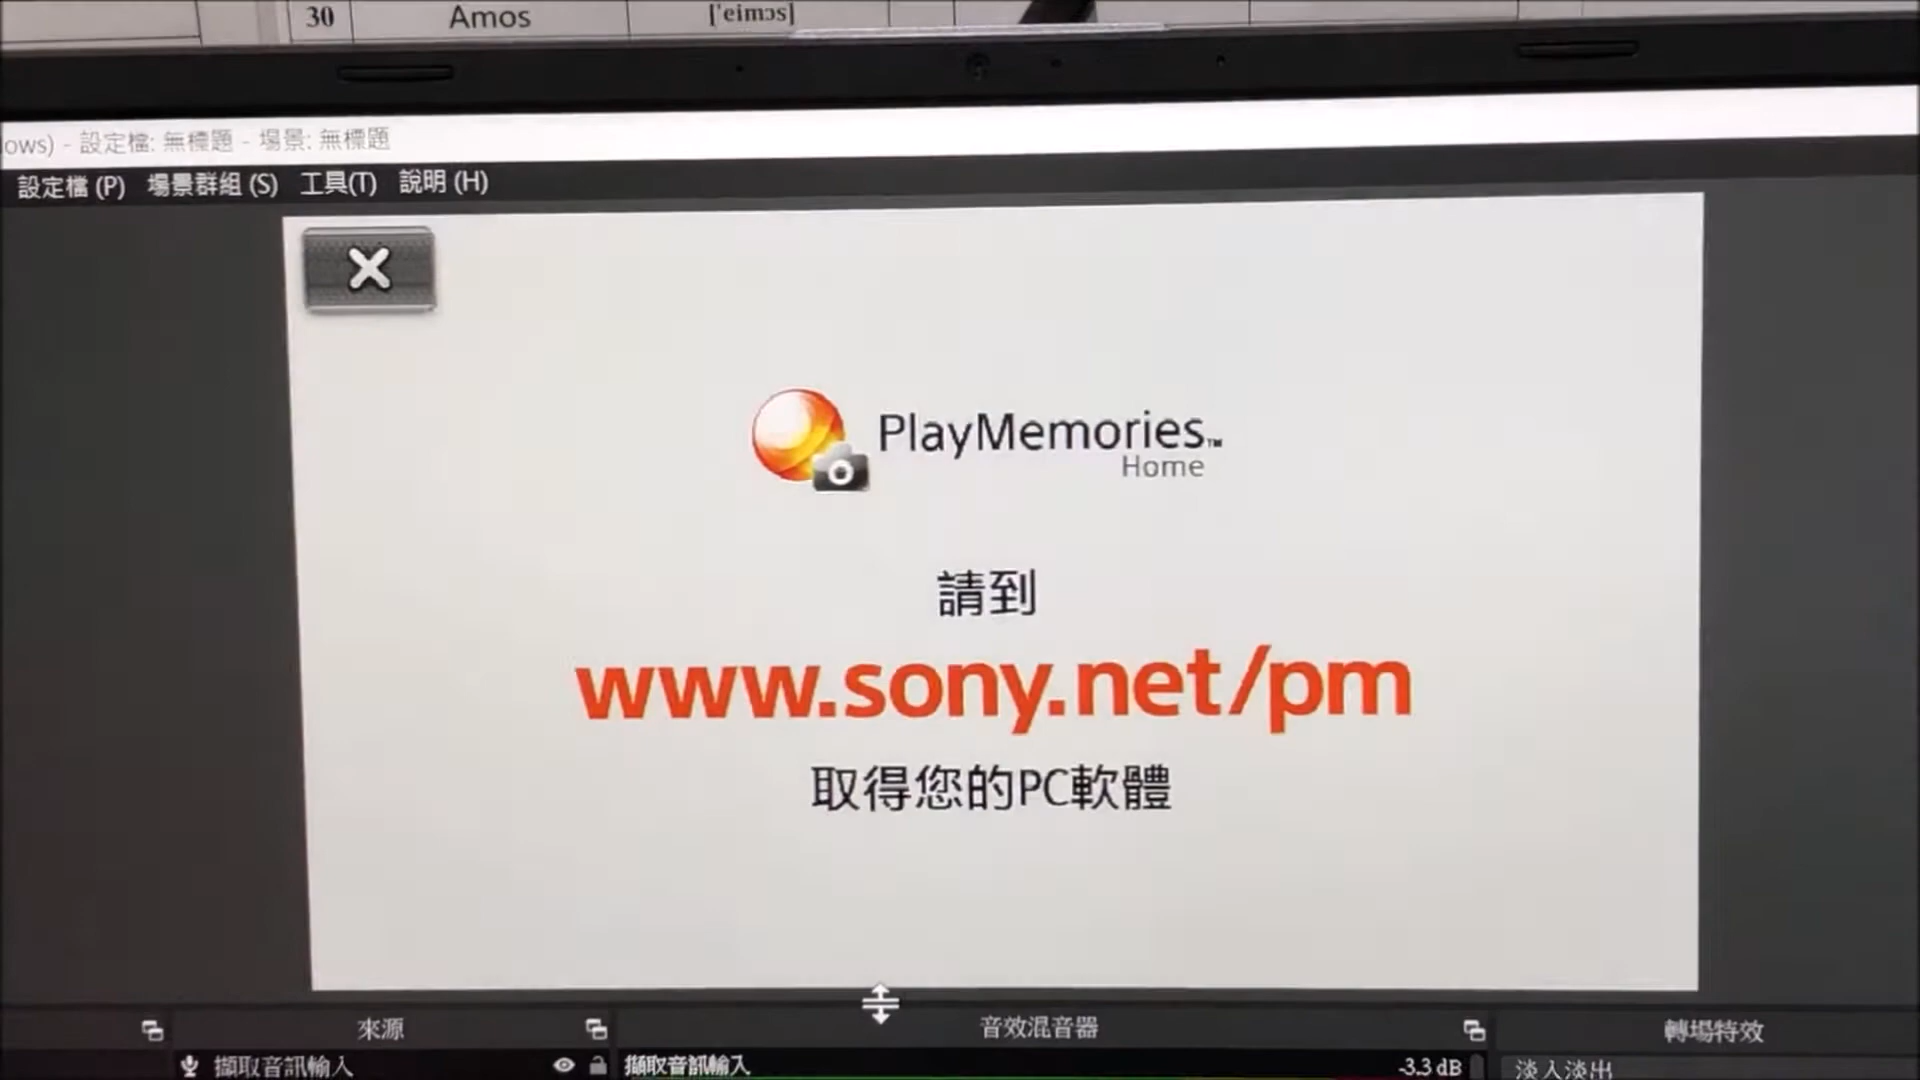 30 Amos ['eimɔs]
ows) - 設定檔: 無標題 - 場景: 無標題
設定檔 (P) 場景群組 (S) 工具(T) 說明 (H)
PlayMemories™
Home
請到
www.sony.net/pm
取得您的PC軟體
來源 音效混音器 轉場特效
擷取音訊輸入 擷取音訊輸入 -3.3 dB 淡入淡出